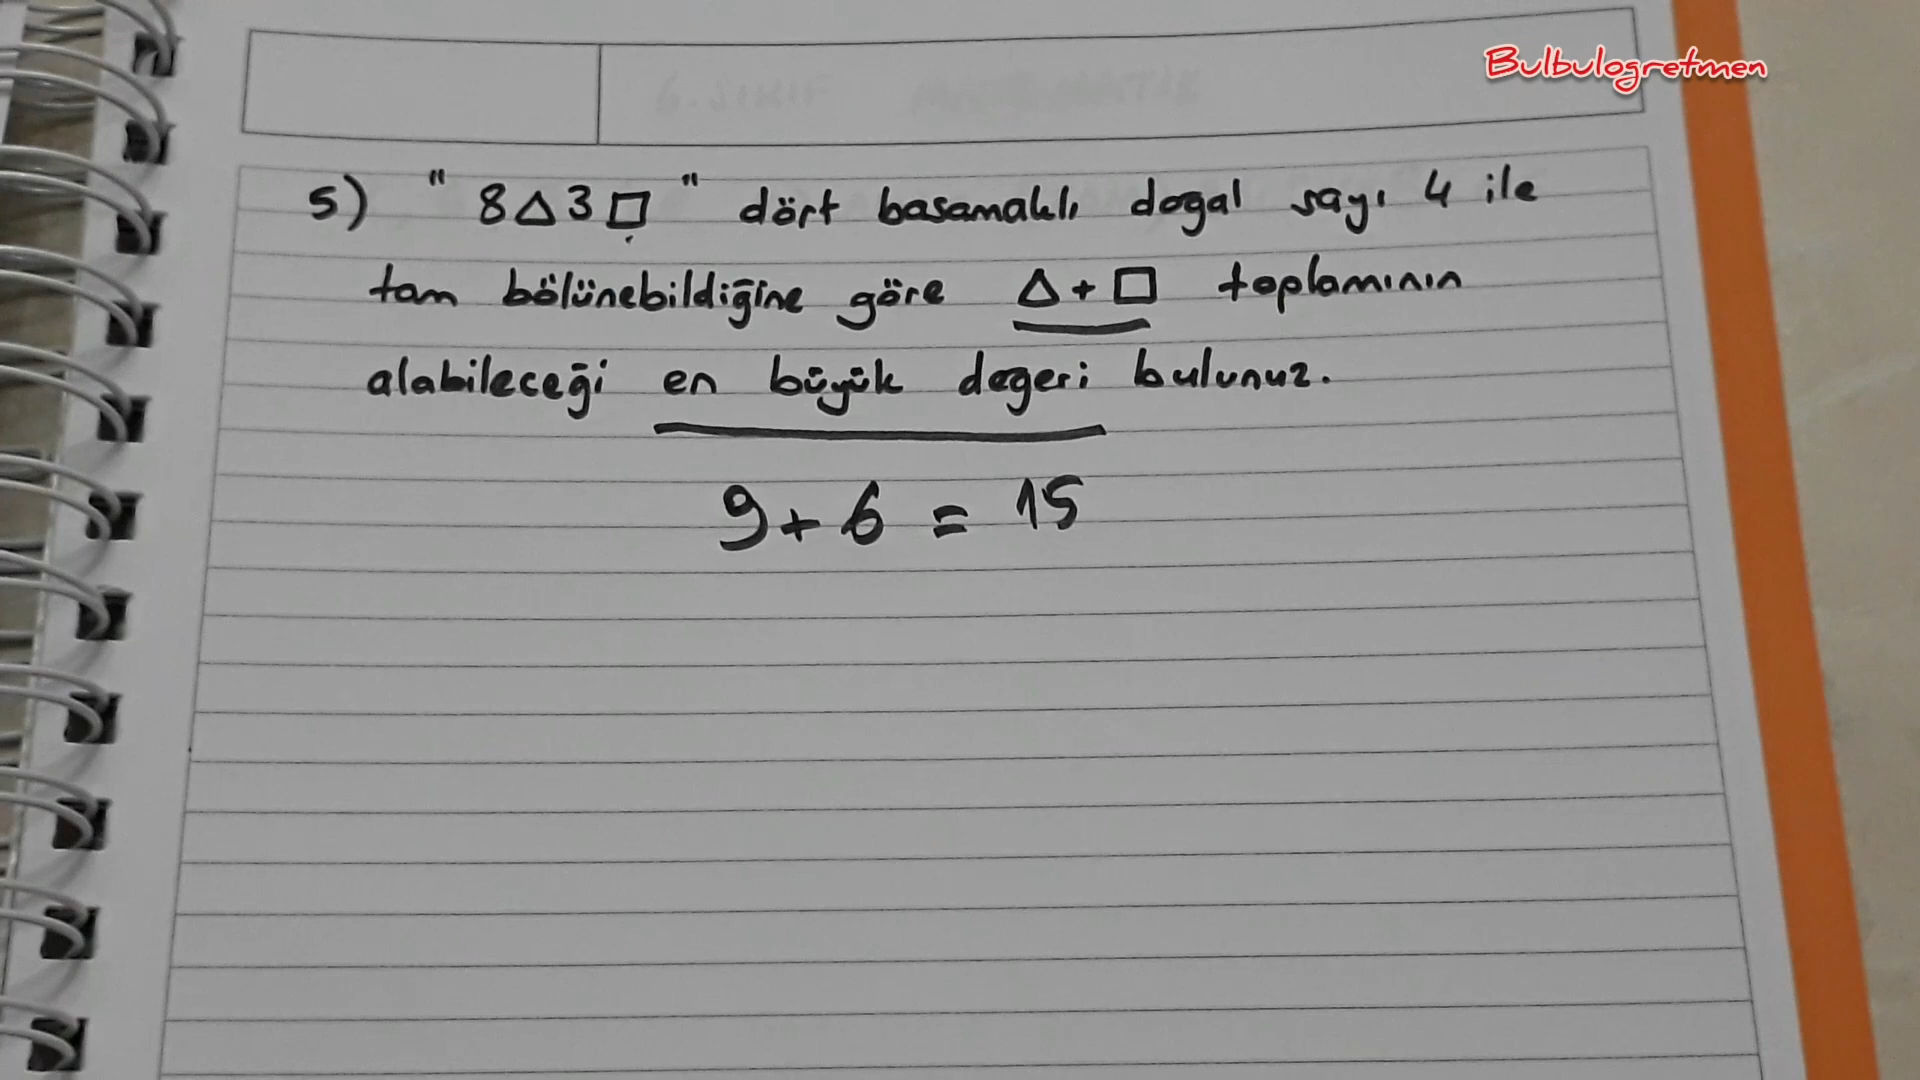 Bulbulogretmen
5) "8△3□" dört basamaklı doğal sayı 4 ile
tam bölünebildiğine göre △+□ toplamının
alabileceği en büyük değeri bulunuz.
9+6 = 15